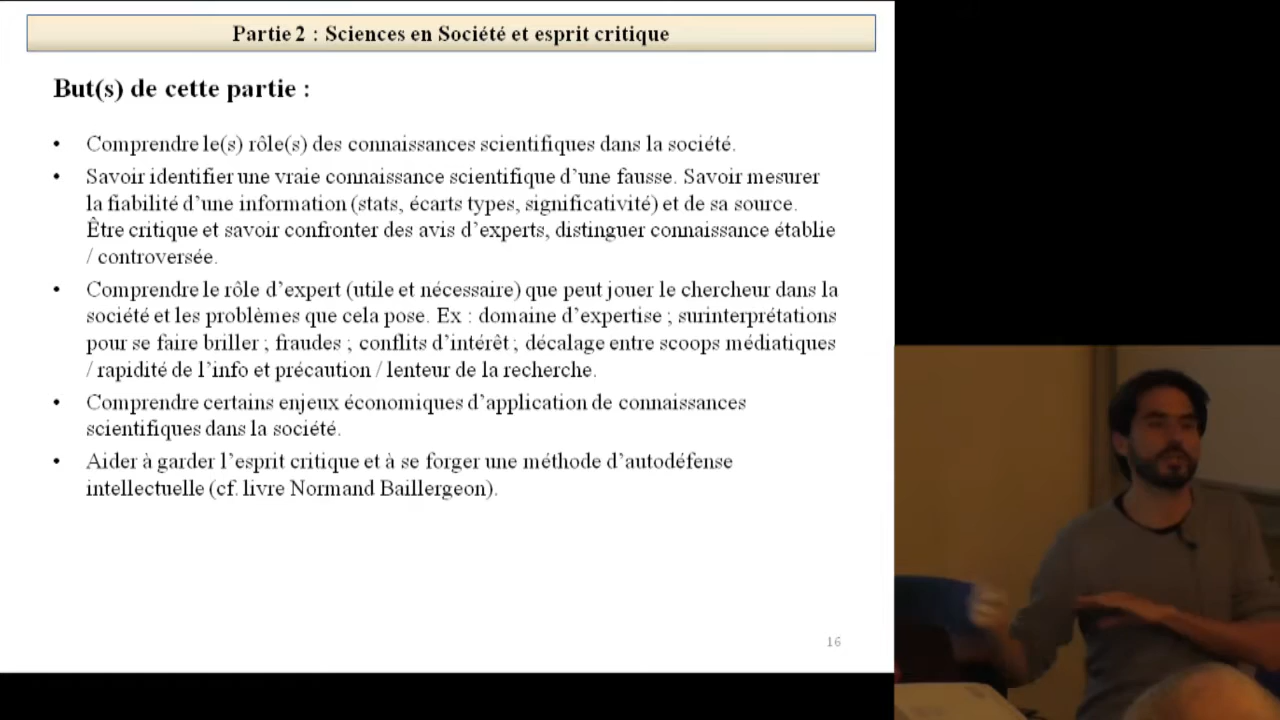 Partie 2 : Sciences en Société et esprit critique
But(s) de cette partie :
• Comprendre le(s) rôle(s) des connaissances scientifiques dans la société.
• Savoir identifier une vraie connaissance scientifique d’une fausse. Savoir mesurer
la fiabilité d’une information (stats, écarts types, significativité) et de sa source.
Être critique et savoir confronter des avis d’experts, distinguer connaissance établie
/ controversée.
• Comprendre le rôle d’expert (utile et nécessaire) que peut jouer le chercheur dans la
société et les problèmes que cela pose. Ex : domaine d’expertise ; surinterprétations
pour se faire briller ; fraudes ; conflits d’intérêt ; décalage entre scoops médiatiques
/ rapidité de l’info et précaution / lenteur de la recherche.
• Comprendre certains enjeux économiques d’application de connaissances
scientifiques dans la société.
• Aider à garder l’esprit critique et à se forger une méthode d’autodéfense
intellectuelle (cf. livre Normand Baillergeon).
16